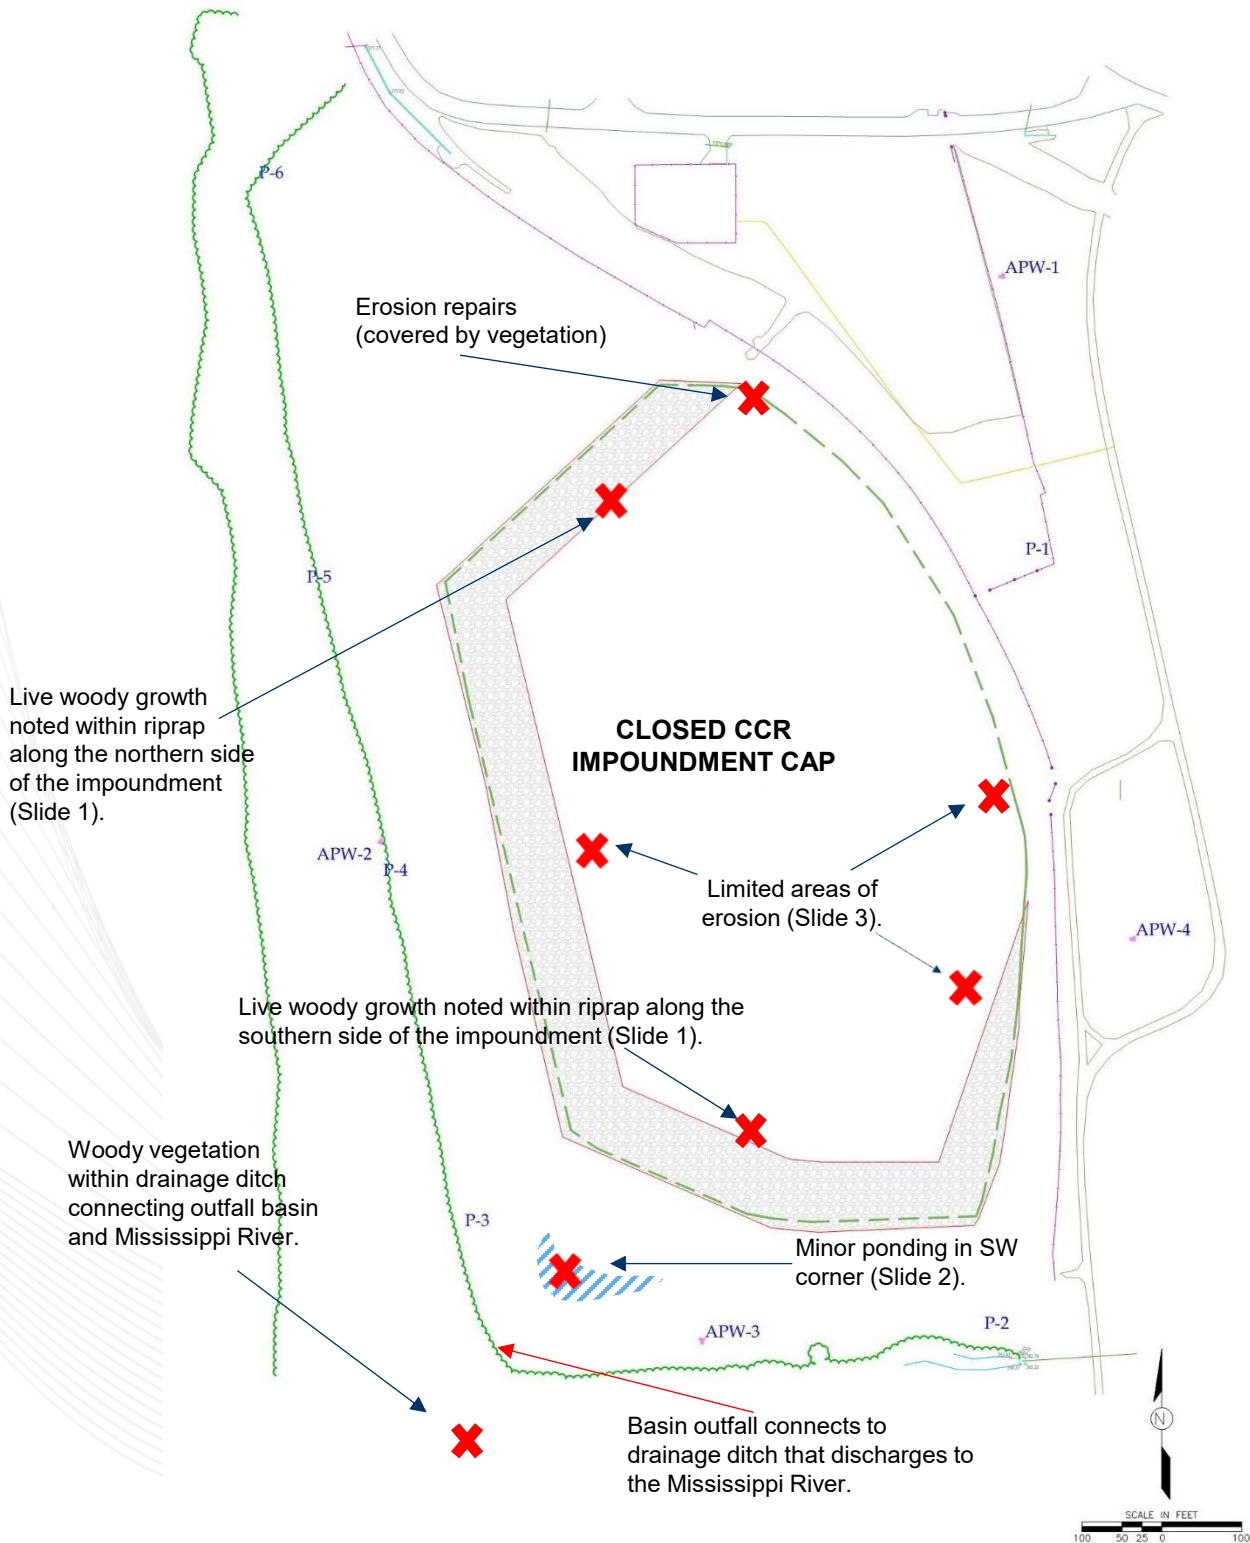 P-6
APW-1
Erosion repairs
(covered by vegetation)
P-1
P-5
Live woody growth
noted within riprap
along the northern side
of the impoundment
(Slide 1).
CLOSED CCR
IMPOUNDMENT CAP
APW-2
P-4
Limited areas of
erosion (Slide 3).
APW-4
Live woody growth noted within riprap along the
southern side of the impoundment (Slide 1).
Woody vegetation
within drainage ditch
connecting outfall basin
and Mississippi River.
P-3
Minor ponding in SW
corner (Slide 2).
APW-3
P-2
Basin outfall connects to
drainage ditch that discharges to
the Mississippi River.
N
SCALE IN FEET
100 50 25 0 100